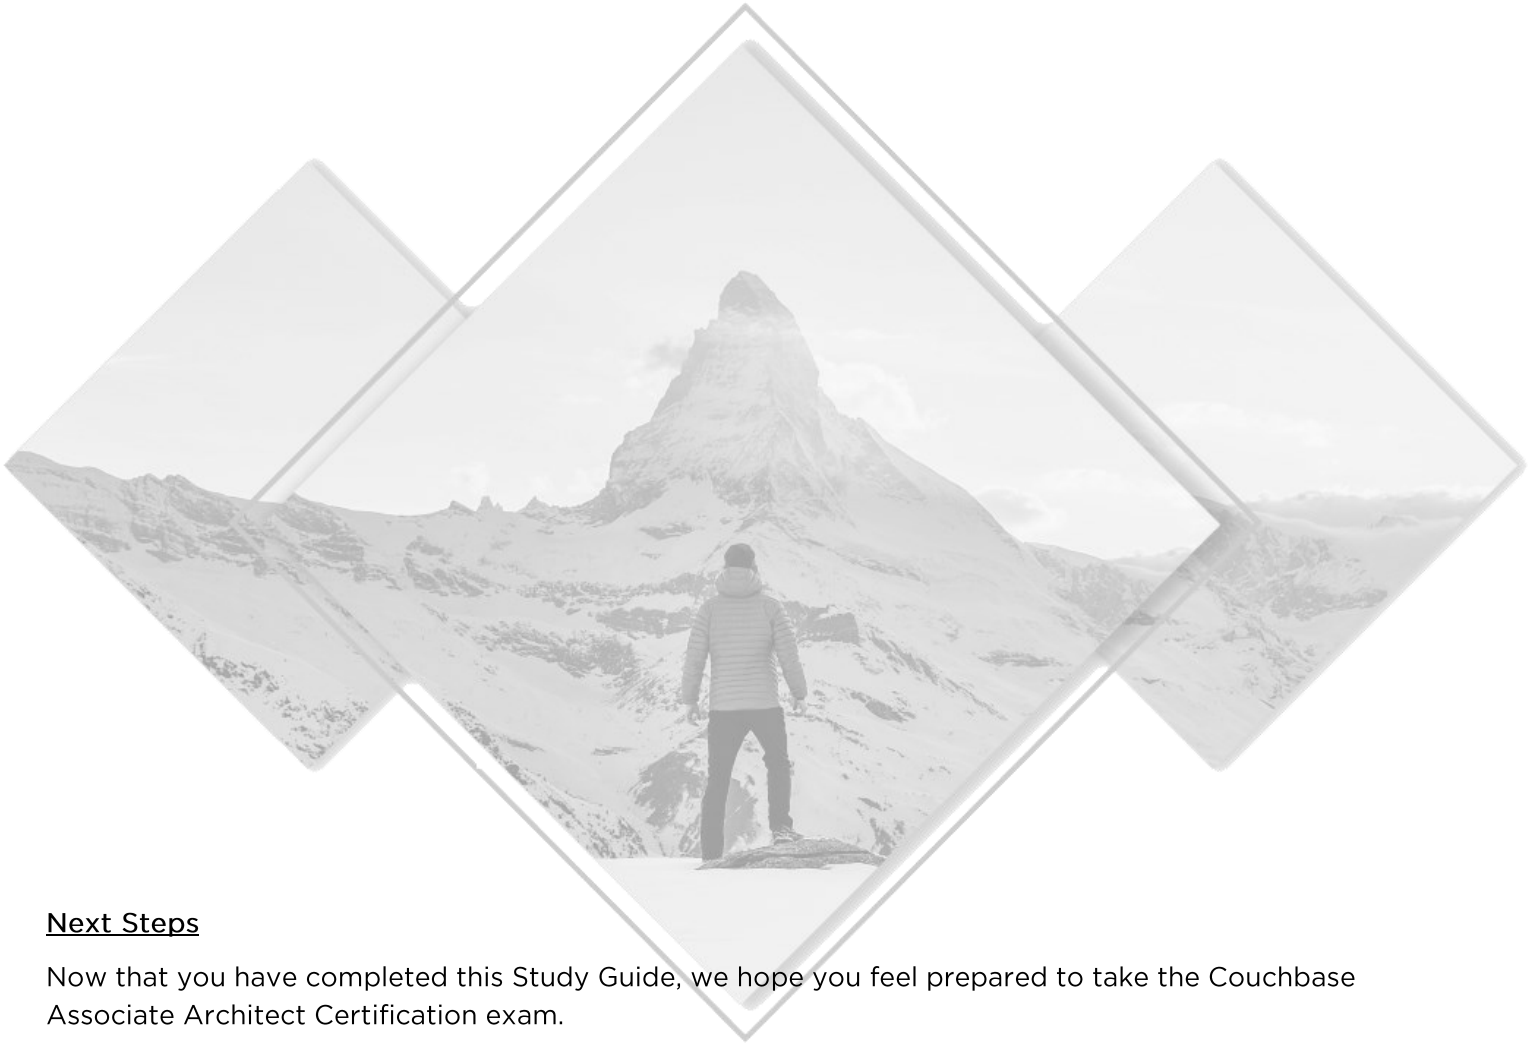 Next Steps
Now that you have completed this Study Guide, we hope you feel prepared to take the Couchbase
Associate Architect Certification exam.